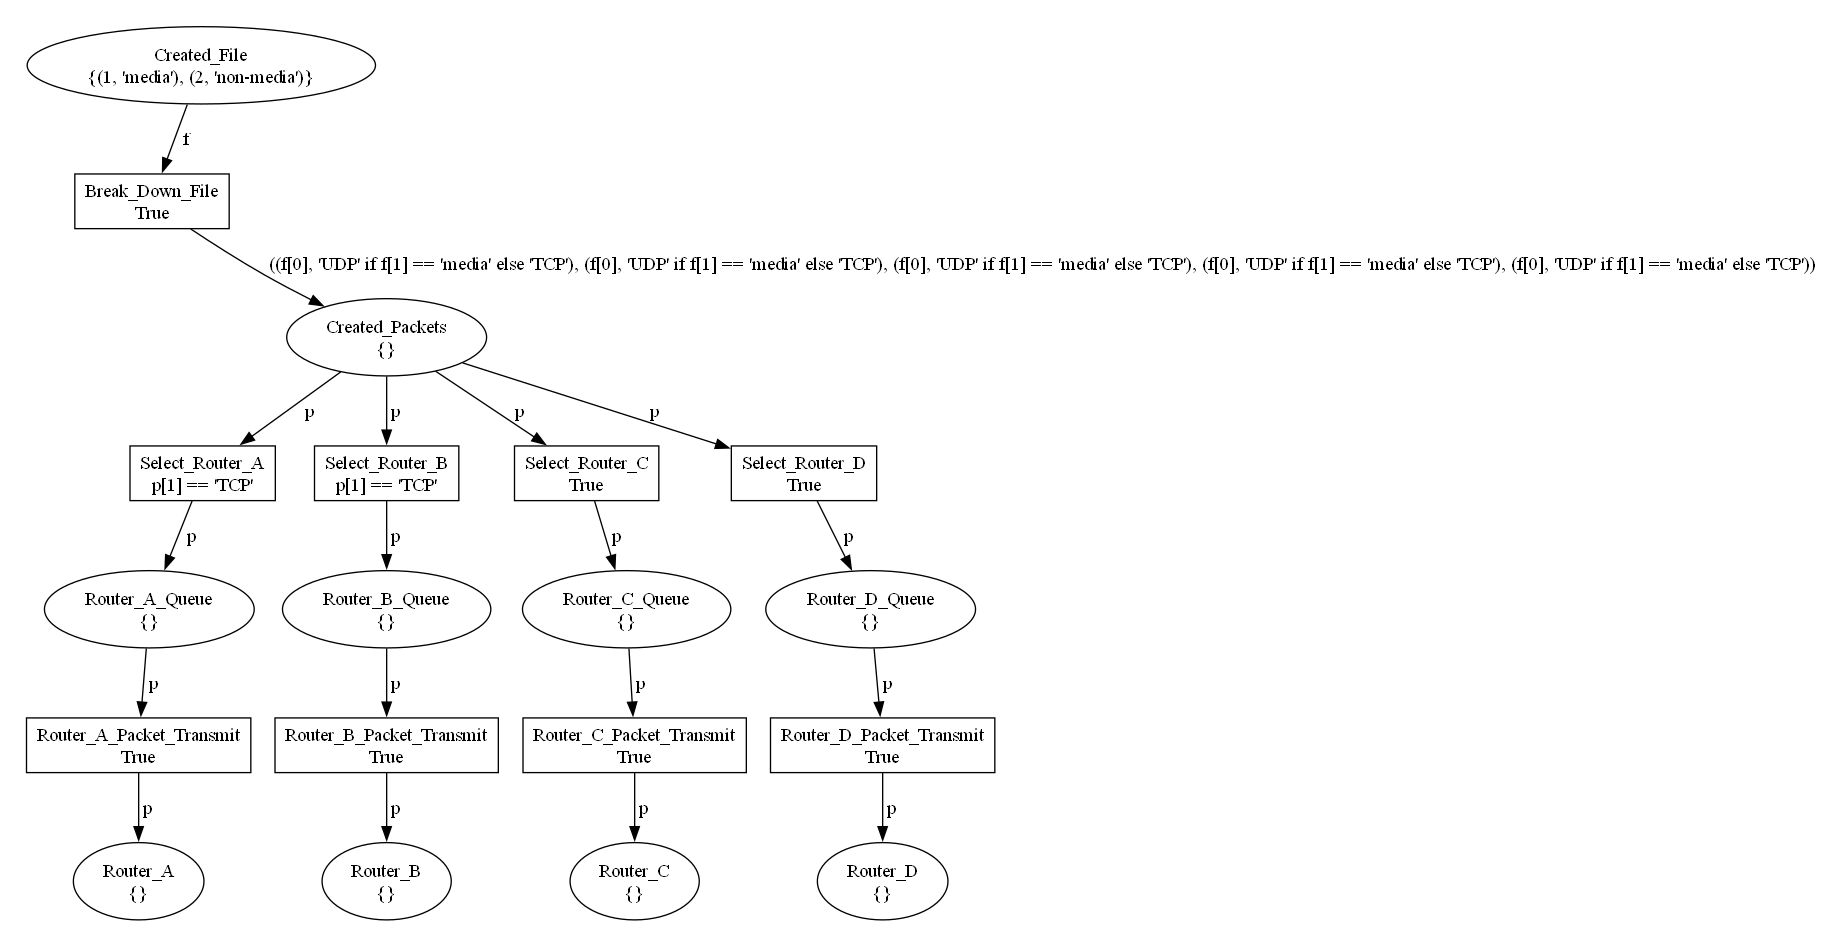 Created_File
{(1, 'media'), (2, 'non-media')}
f
Break_Down_File
True
((f[0], 'UDP' if f[1] == 'media' else 'TCP'), (f[0], 'UDP' if f[1] == 'media' else 'TCP'), (f[0], 'UDP' if f[1] == 'media' else 'TCP'), (f[0], 'UDP' if f[1] == 'media' else 'TCP'), (f[0], 'UDP' if f[1] == 'media' else 'TCP'))
Created_Packets
{}
p
p
p
p
Select_Router_A
p[1] == 'TCP'
Select_Router_B
p[1] == 'TCP'
Select_Router_C
True
Select_Router_D
True
p
p
p
p
Router_A_Queue
{}
Router_B_Queue
{}
Router_C_Queue
{}
Router_D_Queue
{}
p
p
p
p
Router_A_Packet_Transmit
True
Router_B_Packet_Transmit
True
Router_C_Packet_Transmit
True
Router_D_Packet_Transmit
True
p
p
p
p
Router_A
{}
Router_B
{}
Router_C
{}
Router_D
{}